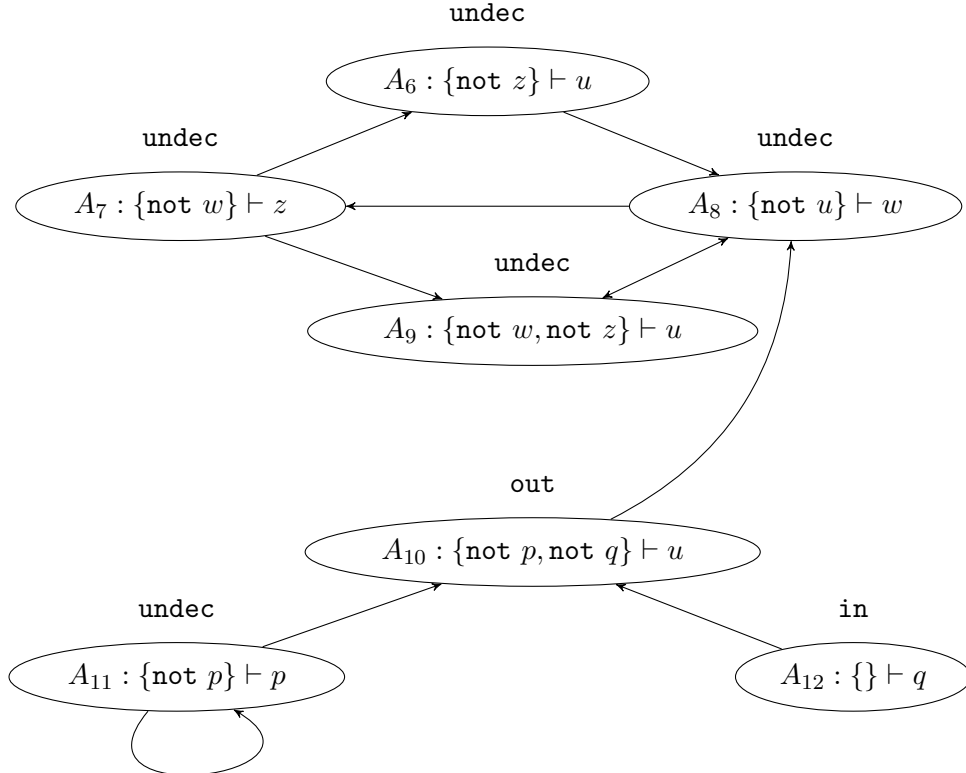 undec
A₆ : {not z} ⊢ u
undec
undec
A₇ : {not w} ⊢ z
A₈ : {not u} ⊢ w
undec
A₉ : {not w, not z} ⊢ u
out
A₁₀ : {not p, not q} ⊢ u
undec
in
A₁₁ : {not p} ⊢ p
A₁₂ : {} ⊢ q